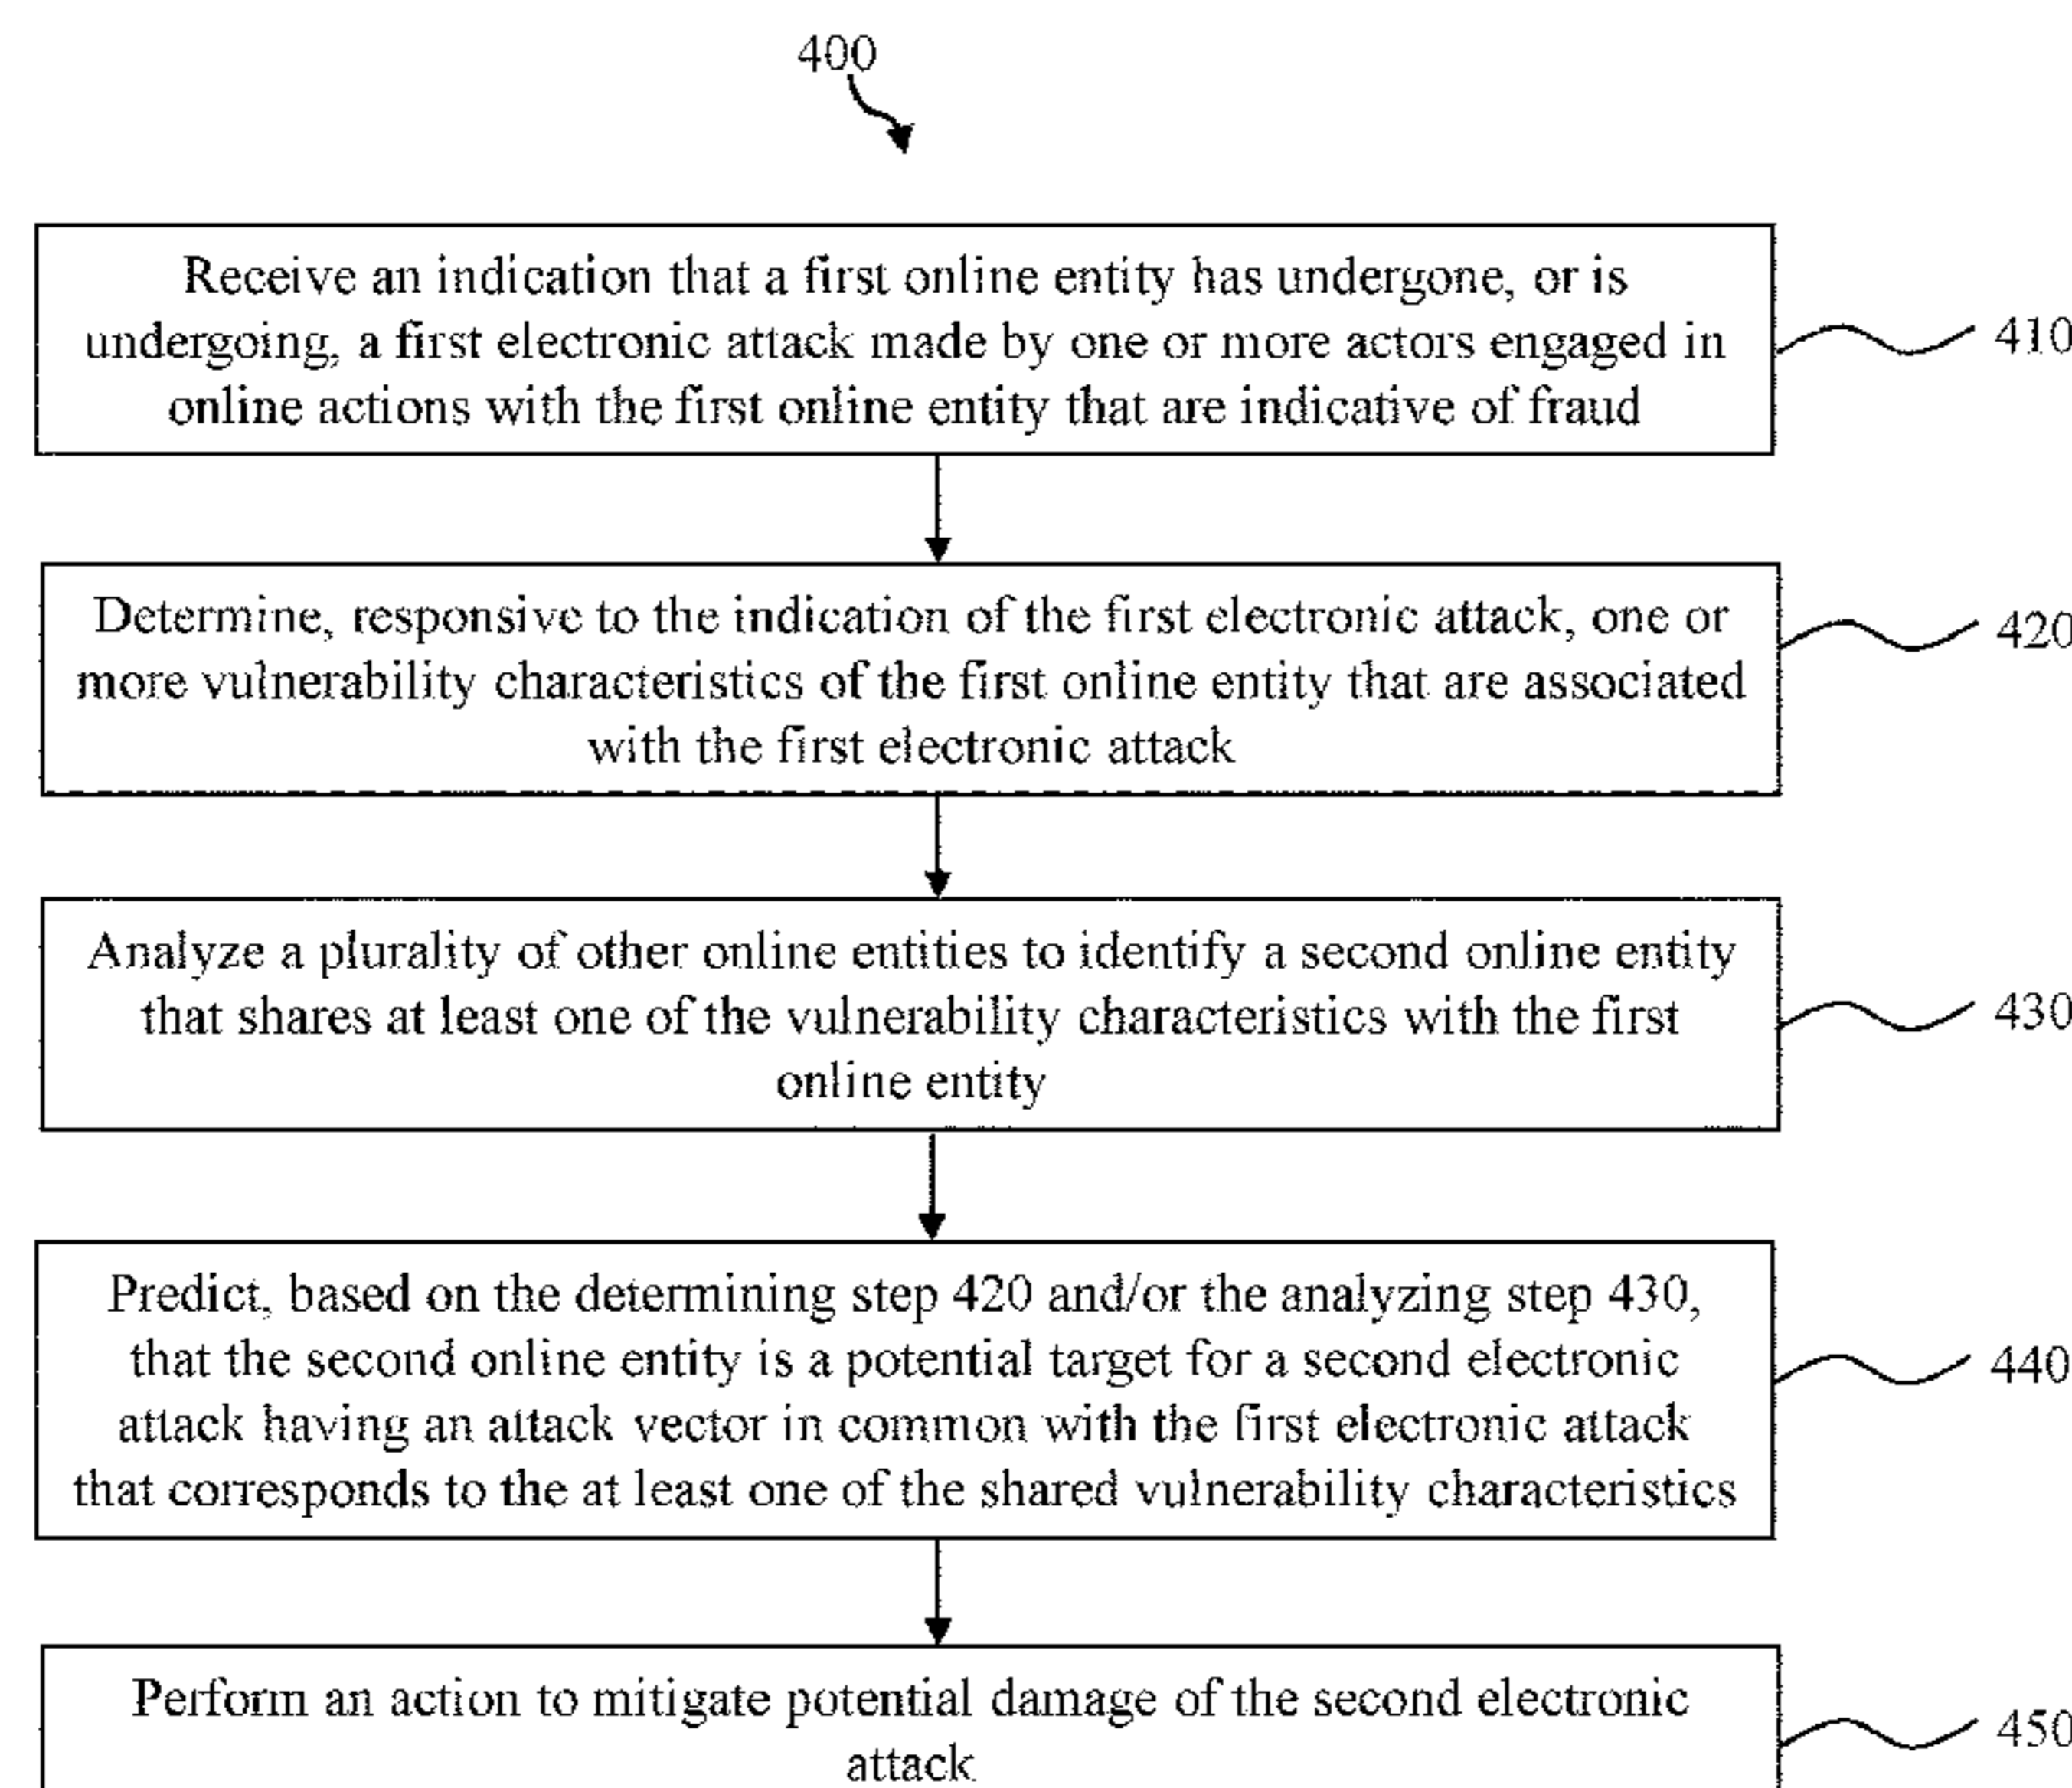 400
Receive an indication that a first online entity has undergone, or is
undergoing, a first electronic attack made by one or more actors engaged in
online actions with the first online entity that are indicative of fraud
410
Determine, responsive to the indication of the first electronic attack, one or
more vulnerability characteristics of the first online entity that are associated
with the first electronic attack
420
Analyze a plurality of other online entities to identify a second online entity
that shares at least one of the vulnerability characteristics with the first
online entity
430
Predict, based on the determining step 420 and/or the analyzing step 430,
that the second online entity is a potential target for a second electronic
attack having an attack vector in common with the first electronic attack
that corresponds to the at least one of the shared vulnerability characteristics
440
Perform an action to mitigate potential damage of the second electronic
attack
450